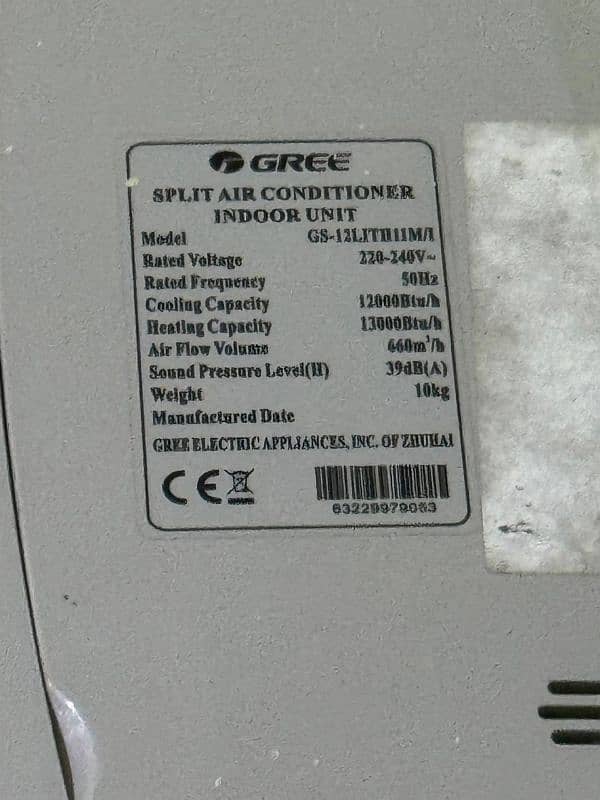 GREE
SPLIT AIR CONDITIONER
INDOOR UNIT
Model GS-12LITH11M/I
Rated Voltage 220-240V~
Rated Frequency 50Hz
Cooling Capacity 12000Btu/h
Heating Capacity 13000Btu/h
Air Flow Volume 660m³/h
Sound Pressure Level(H) 39dB(A)
Weight 10kg
Manufactured Date
GREE ELECTRIC APPLIANCES, INC. OF ZHUHAI
CE
63229979063